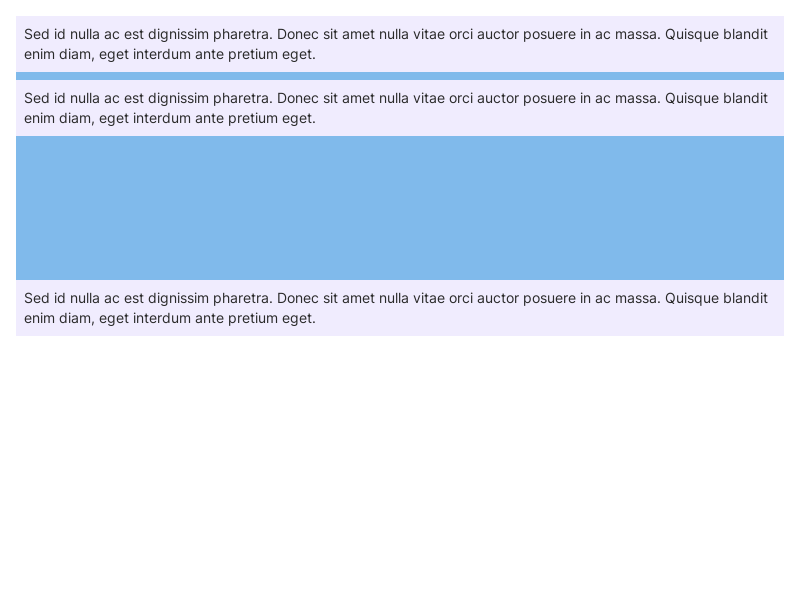 Sed id nulla ac est dignissim pharetra. Donec sit amet nulla vitae orci auctor posuere in ac massa. Quisque blandit
enim diam, eget interdum ante pretium eget.
Sed id nulla ac est dignissim pharetra. Donec sit amet nulla vitae orci auctor posuere in ac massa. Quisque blandit
enim diam, eget interdum ante pretium eget.
Sed id nulla ac est dignissim pharetra. Donec sit amet nulla vitae orci auctor posuere in ac massa. Quisque blandit
enim diam, eget interdum ante pretium eget.